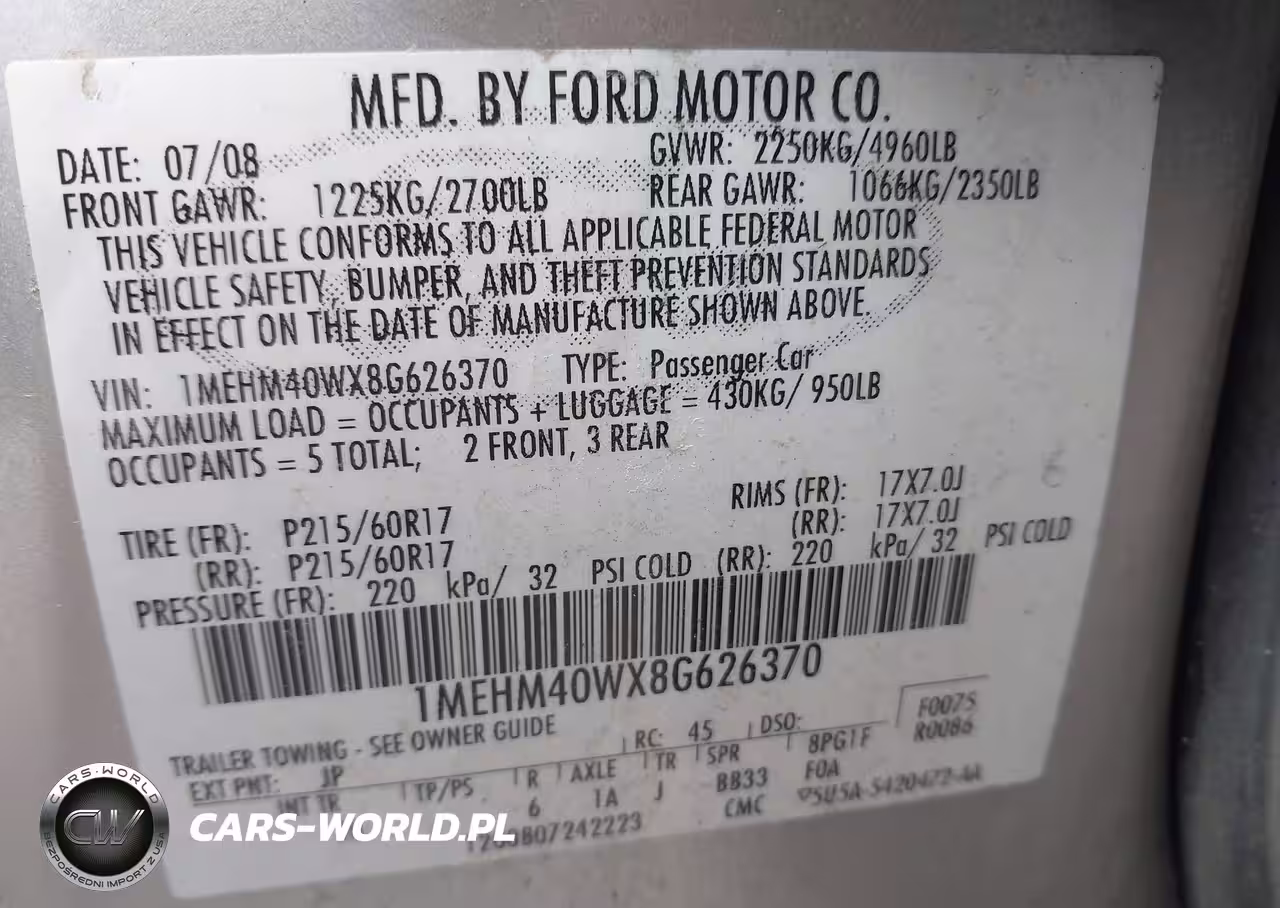 MFD. BY FORD MOTOR CO.
DATE: 07/08 GVWR: 2250KG/4960LB
FRONT GAWR: 1225KG/2700LB REAR GAWR: 1066KG/2350LB
THIS VEHICLE CONFORMS TO ALL APPLICABLE FEDERAL MOTOR
VEHICLE SAFETY, BUMPER, AND THEFT PREVENTION STANDARDS
IN EFFECT ON THE DATE OF MANUFACTURE SHOWN ABOVE.
VIN: 1MEHM40WX8G626370 TYPE: Passenger Car
MAXIMUM LOAD = OCCUPANTS + LUGGAGE = 430KG/ 950LB
OCCUPANTS = 5 TOTAL; 2 FRONT, 3 REAR
TIRE (FR): P215/60R17 RIMS (FR): 17X7.0J
(RR): P215/60R17 (RR): 17X7.0J
PRESSURE (FR): 220 kPa/ 32 PSI COLD (RR): 220 kPa/ 32 PSI COLD
1MEHM40WX8G626370
TRAILER TOWING - SEE OWNER GUIDE
F0075
R0086
EXT PNT: JP RC: 45 DSO:
INT TR TP/PS R AXLE TR SPR 8PG1F
6 1A J BB33 FOA
CMC
CARS-WORLD
CW
BEZPOŚREDNI IMPORT Z USA
CARS-WORLD.PL